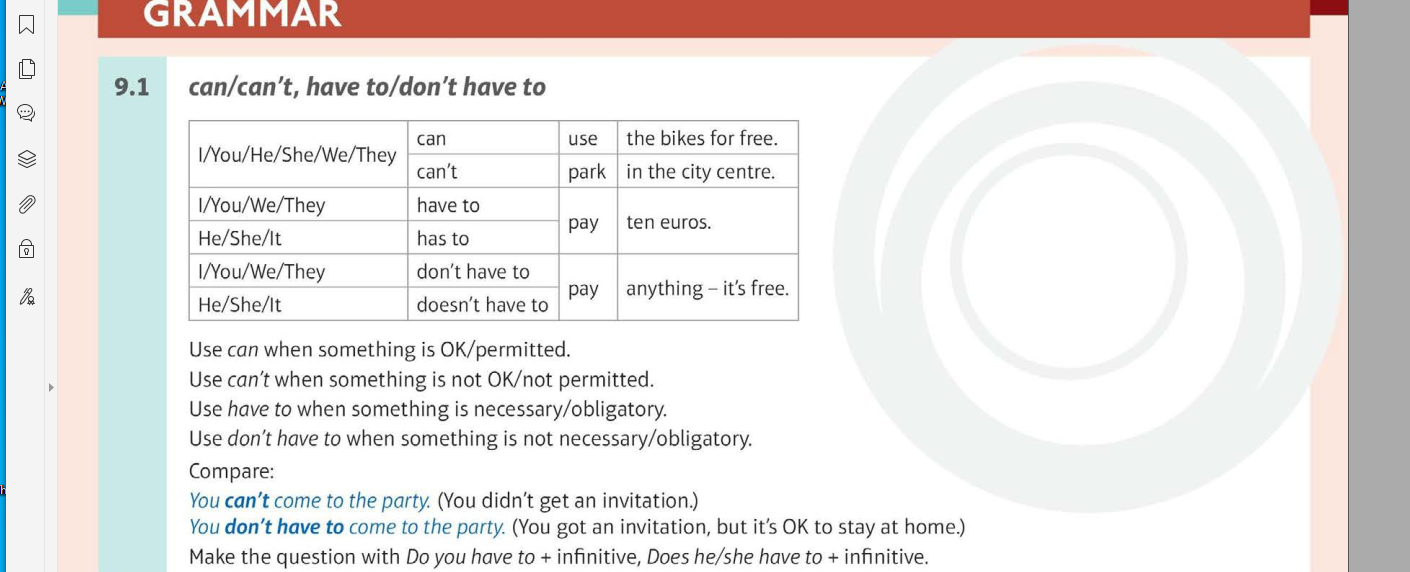 GRAMMAR
9.1 can/can't, have to/don't have to
I/You/He/She/We/They can use the bikes for free.
can't park in the city centre.
I/You/We/They have to pay ten euros.
He/She/It has to
I/You/We/They don't have to pay anything – it's free.
He/She/It doesn't have to
Use can when something is OK/permitted.
Use can't when something is not OK/not permitted.
Use have to when something is necessary/obligatory.
Use don't have to when something is not necessary/obligatory.
Compare:
You can't come to the party. (You didn't get an invitation.)
You don't have to come to the party. (You got an invitation, but it's OK to stay at home.)
Make the question with Do you have to + infinitive, Does he/she have to + infinitive.